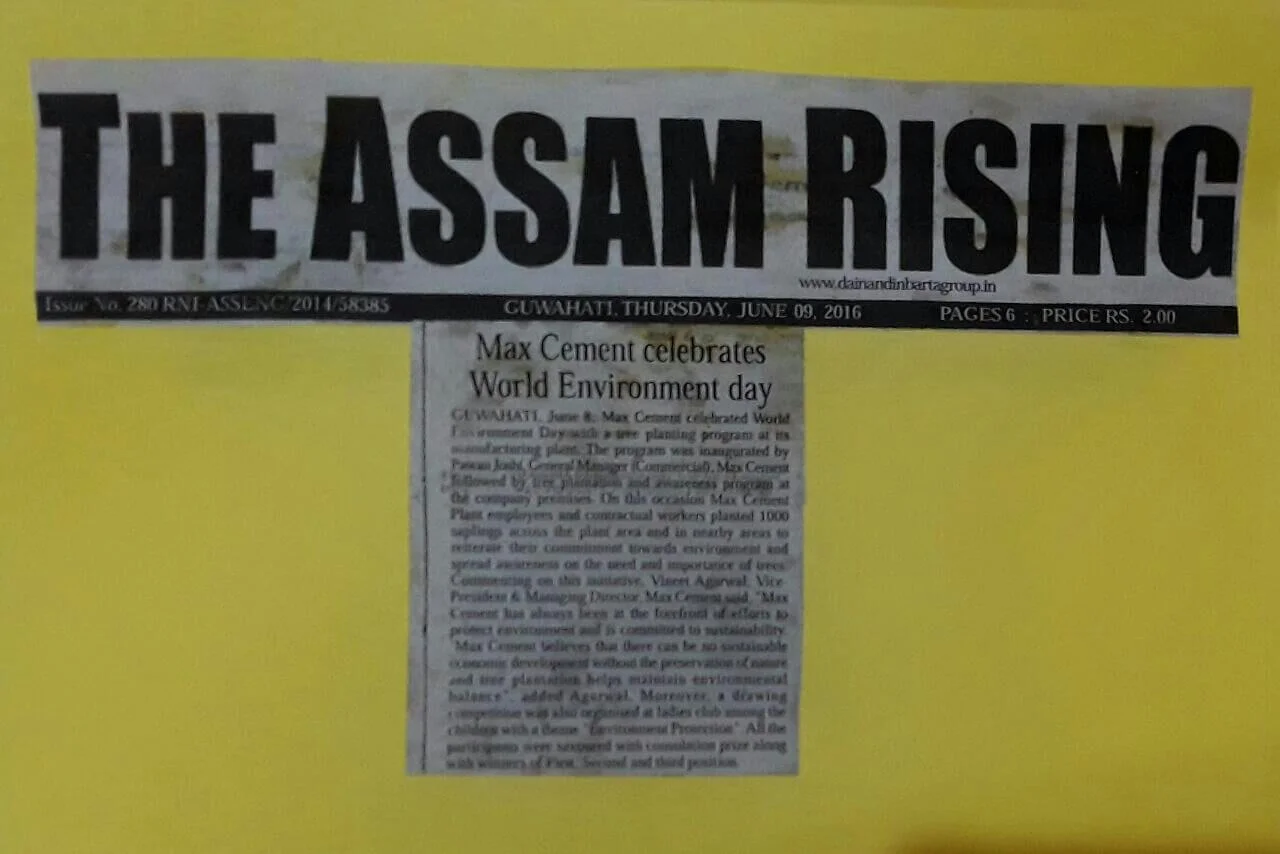 THE ASSAM RISING
www.dainandinbartagroup.in
Issue No. 280 RNI-ASSENG/2014/58385 GUWAHATI, THURSDAY, JUNE 09, 2016 PAGES 6 : PRICE RS. 2.00
Max Cement celebrates
World Environment day
GUWAHATI, June 8: Max Cement celebrated World
Environment Day with a tree planting program at its
manufacturing plant. The program was inaugurated by
Pawan Joshi, General Manager (Commercial), Max Cement
followed by tree plantation and awareness program at
the company premises. On this occasion Max Cement
Plant employees and contractual workers planted 1000
saplings across the plant area and in nearby areas to
reiterate their commitment towards environment and
spread awareness on the need and importance of trees.
Commenting on this initiative, Vineet Agarwal, Vice-
President & Managing Director, Max Cement said, "Max
Cement has always been at the forefront of efforts to
protect environment and is committed to sustainability.
"Max Cement believes that there can be no sustainable
economic development without the preservation of nature
and tree plantation helps maintain environmental
balance", added Agarwal. Moreover, a drawing
competition was also organised at ladies club among the
children with a theme "Environment Protection". All the
participants were with consolation prize along
with winners of First, Second and third position.